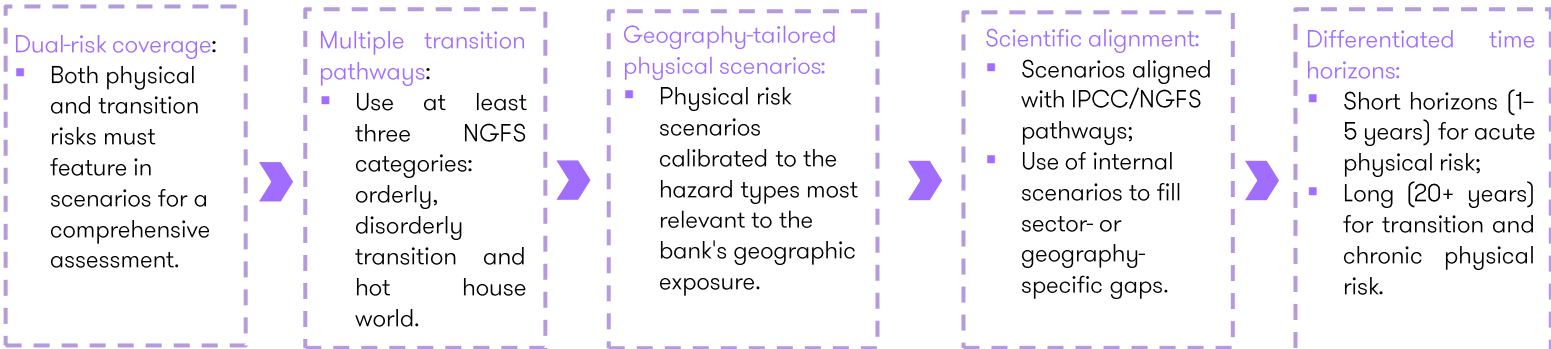 Dual-risk coverage:
▪ Both physical
and transition
risks must
feature in
scenarios for a
comprehensive
assessment.
Multiple transition
pathways:
▪ Use at least
three NGFS
categories:
orderly,
disorderly
transition and
hot house
world.
Geography-tailored
physical scenarios:
▪ Physical risk
scenarios
calibrated to the
hazard types most
relevant to the
bank's geographic
exposure.
Scientific alignment:
▪ Scenarios aligned
with IPCC/NGFS
pathways;
▪ Use of internal
scenarios to fill
sector- or
geography-
specific gaps.
Differentiated time
horizons:
▪ Short horizons (1–
5 years) for acute
physical risk;
▪ Long (20+ years)
for transition and
chronic physical
risk.